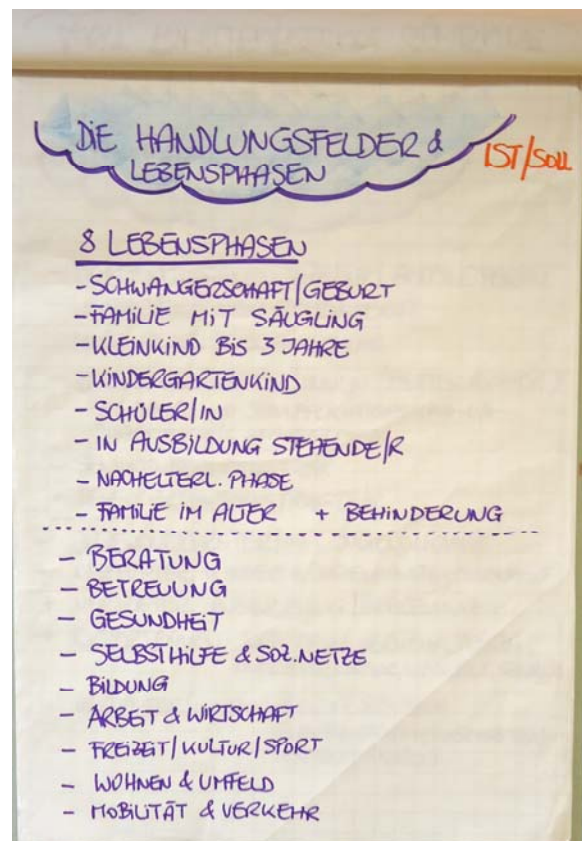 DIE HANDLUNGSFELDER &
LEBENSPHASEN
IST/SOLL
8 LEBENSPHASEN
- SCHWANGERSCHAFT/GEBURT
- FAMILIE MIT SÄUGLING
- KLEINKIND BIS 3 JAHRE
- KINDERGARTENKIND
- SCHÜLER/IN
- IN AUSBILDUNG STEHENDE/R
- NACHELTERL. PHASE
- FAMILIE IM ALTER + BEHINDERUNG
- BERATUNG
- BETREUUNG
- GESUNDHEIT
- SELBSTHILFE & SOZ.NETZE
- BILDUNG
- ARBEIT & WIRTSCHAFT
- FREIZEIT/KULTUR/SPORT
- WOHNEN & UMFELD
- MOBILITÄT & VERKEHR